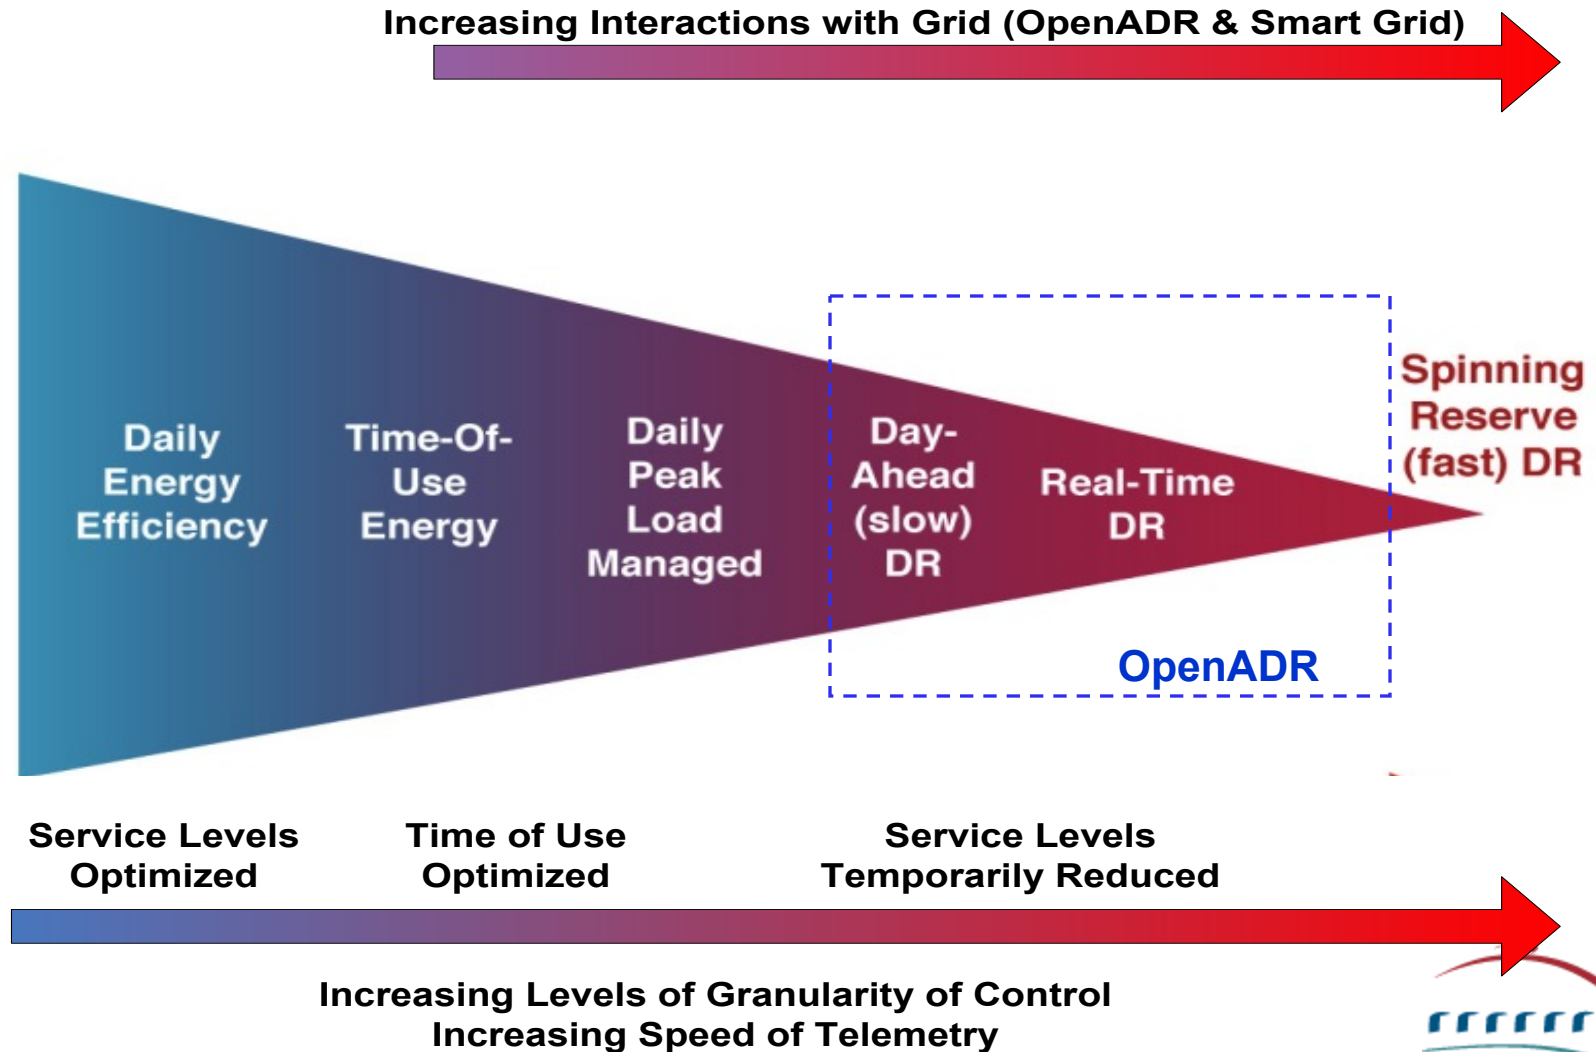 Increasing Interactions with Grid (OpenADR & Smart Grid)
Daily
Energy
Efficiency
Time-Of-
Use
Energy
Daily
Peak
Load
Managed
Day-
Ahead
(slow)
DR
Real-Time
DR
Spinning
Reserve
(fast) DR
OpenADR
Service Levels
Optimized
Time of Use
Optimized
Service Levels
Temporarily Reduced
Increasing Levels of Granularity of Control
Increasing Speed of Telemetry